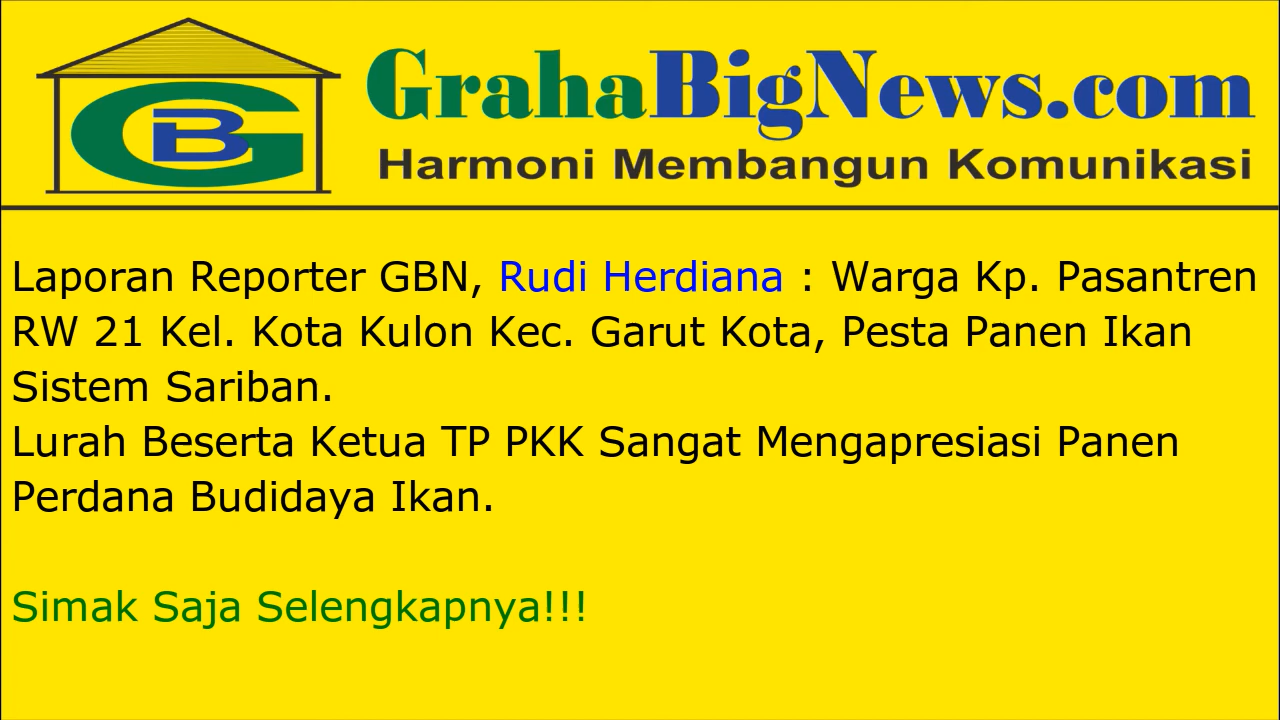 GB
GrahaBigNews.com
Harmoni Membangun Komunikasi
Laporan Reporter GBN, Rudi Herdiana : Warga Kp. Pasantren
RW 21 Kel. Kota Kulon Kec. Garut Kota, Pesta Panen Ikan
Sistem Sariban.
Lurah Beserta Ketua TP PKK Sangat Mengapresiasi Panen
Perdana Budidaya Ikan.
Simak Saja Selengkapnya!!!